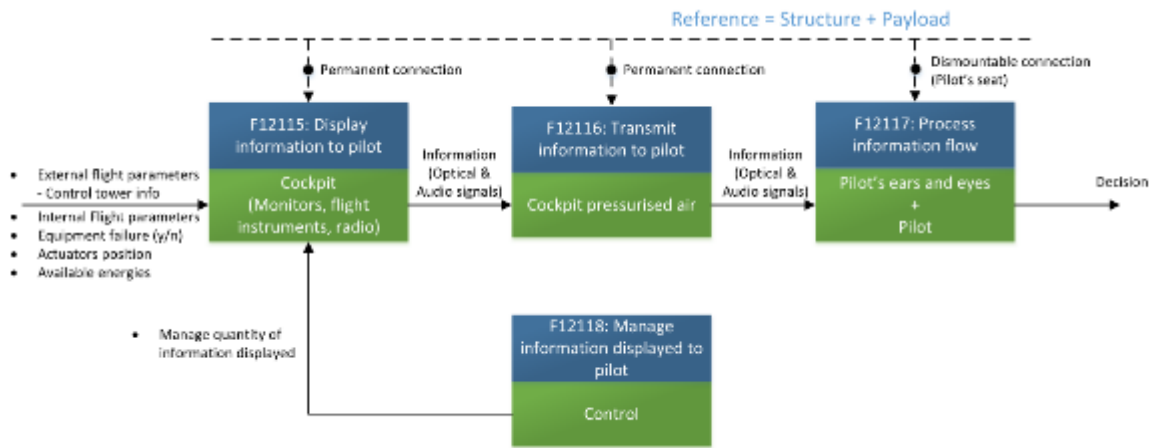 Reference = Structure + Payload
Permanent connection
Permanent connection
Dismountable connection
(Pilot's seat)
F12115: Display
information to pilot
Cockpit
(Monitors, flight
instruments, radio)
F12116: Transmit
information to pilot
Cockpit pressurised air
F12117: Process
information flow
Pilot's ears and eyes
+
Pilot
• External flight parameters
- Control tower info
• Internal Flight parameters
• Equipment failure (y/n)
• Actuators position
• Available energies
Information
(Optical &
Audio signals)
Information
(Optical &
Audio signals)
Decision
• Manage quantity of
information displayed
F12118: Manage
information displayed to
pilot
Control